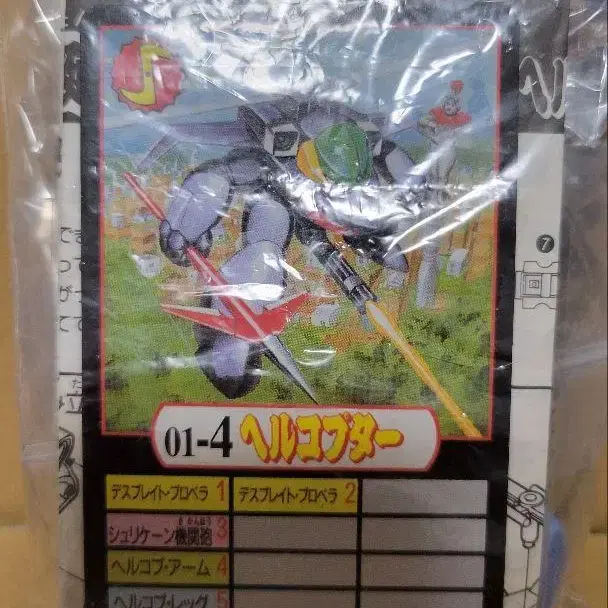 01-4 ヘルコプター
デスプレイト・プロペラ 1 デスプレイト・プロペラ 2
シュリケーン機関砲 3
ヘルコプ・アーム 4
ヘルコプ・レッグ 5
7